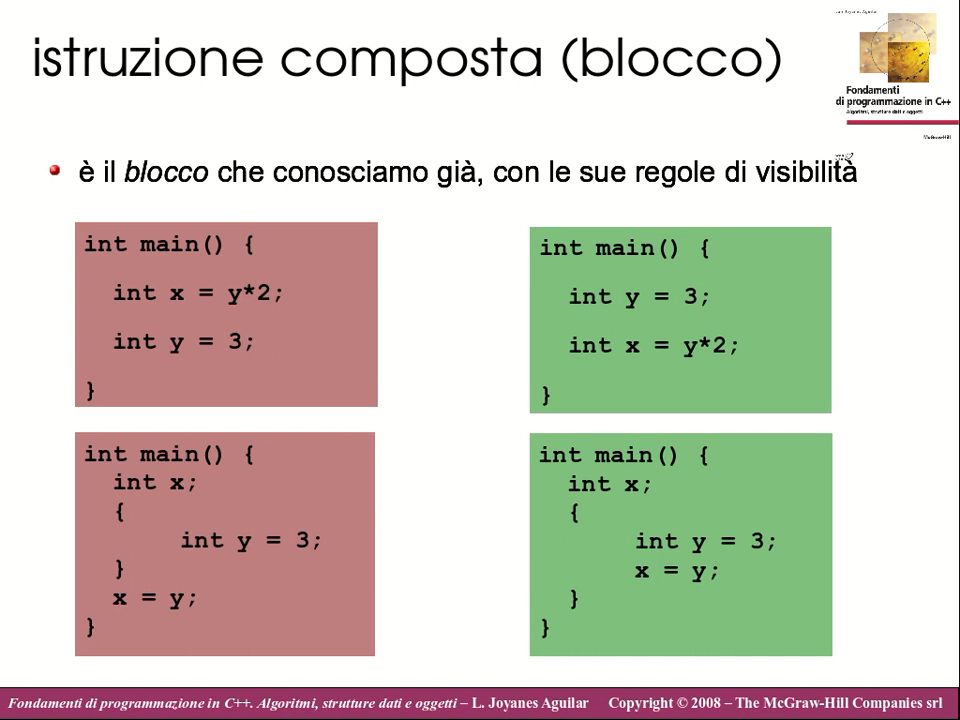 istruzione composta (blocco)
Fondamenti
di programmazione in C++
Algoritmi, strutture dati e oggetti
McGraw-Hill
è il blocco che conosciamo già, con le sue regole di visibilità
int main() {
int x = y*2;
int y = 3;
}
int main() {
int y = 3;
int x = y*2;
}
int main() {
int x;
{
int y = 3;
}
x = y;
}
int main() {
int x;
{
int y = 3;
x = y;
}
}
Fondamenti di programmazione in C++. Algoritmi, strutture dati e oggetti – L. Joyanes Aguilar Copyright © 2008 – The McGraw-Hill Companies srl